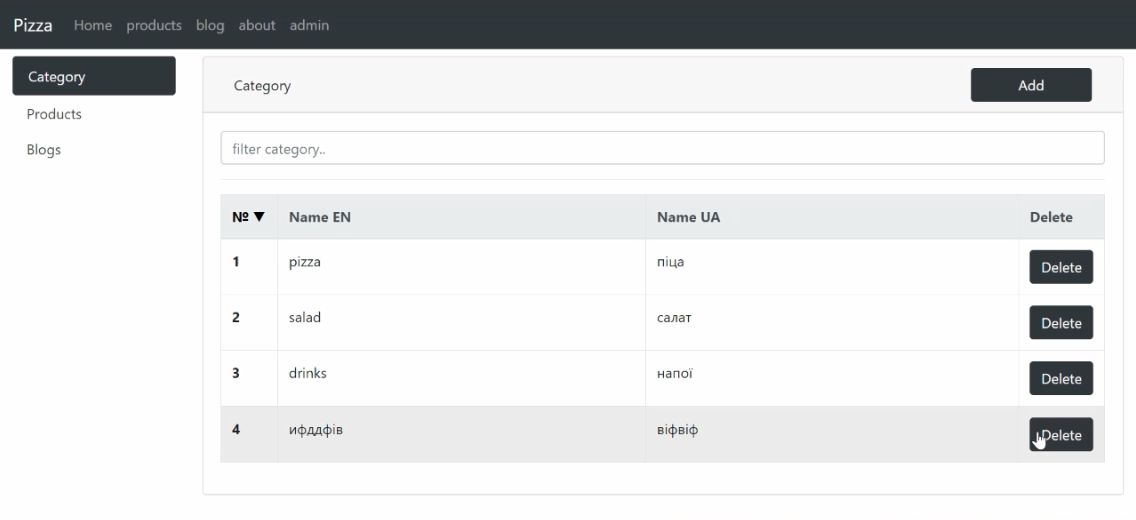 Pizza Home products blog about admin
Category
Products
Blogs
Category Add
filter category..
№ ▼ Name EN Name UA Delete
1 pizza піца Delete
2 salad салат Delete
3 drinks напої Delete
4 ифддфів віфвіф Delete